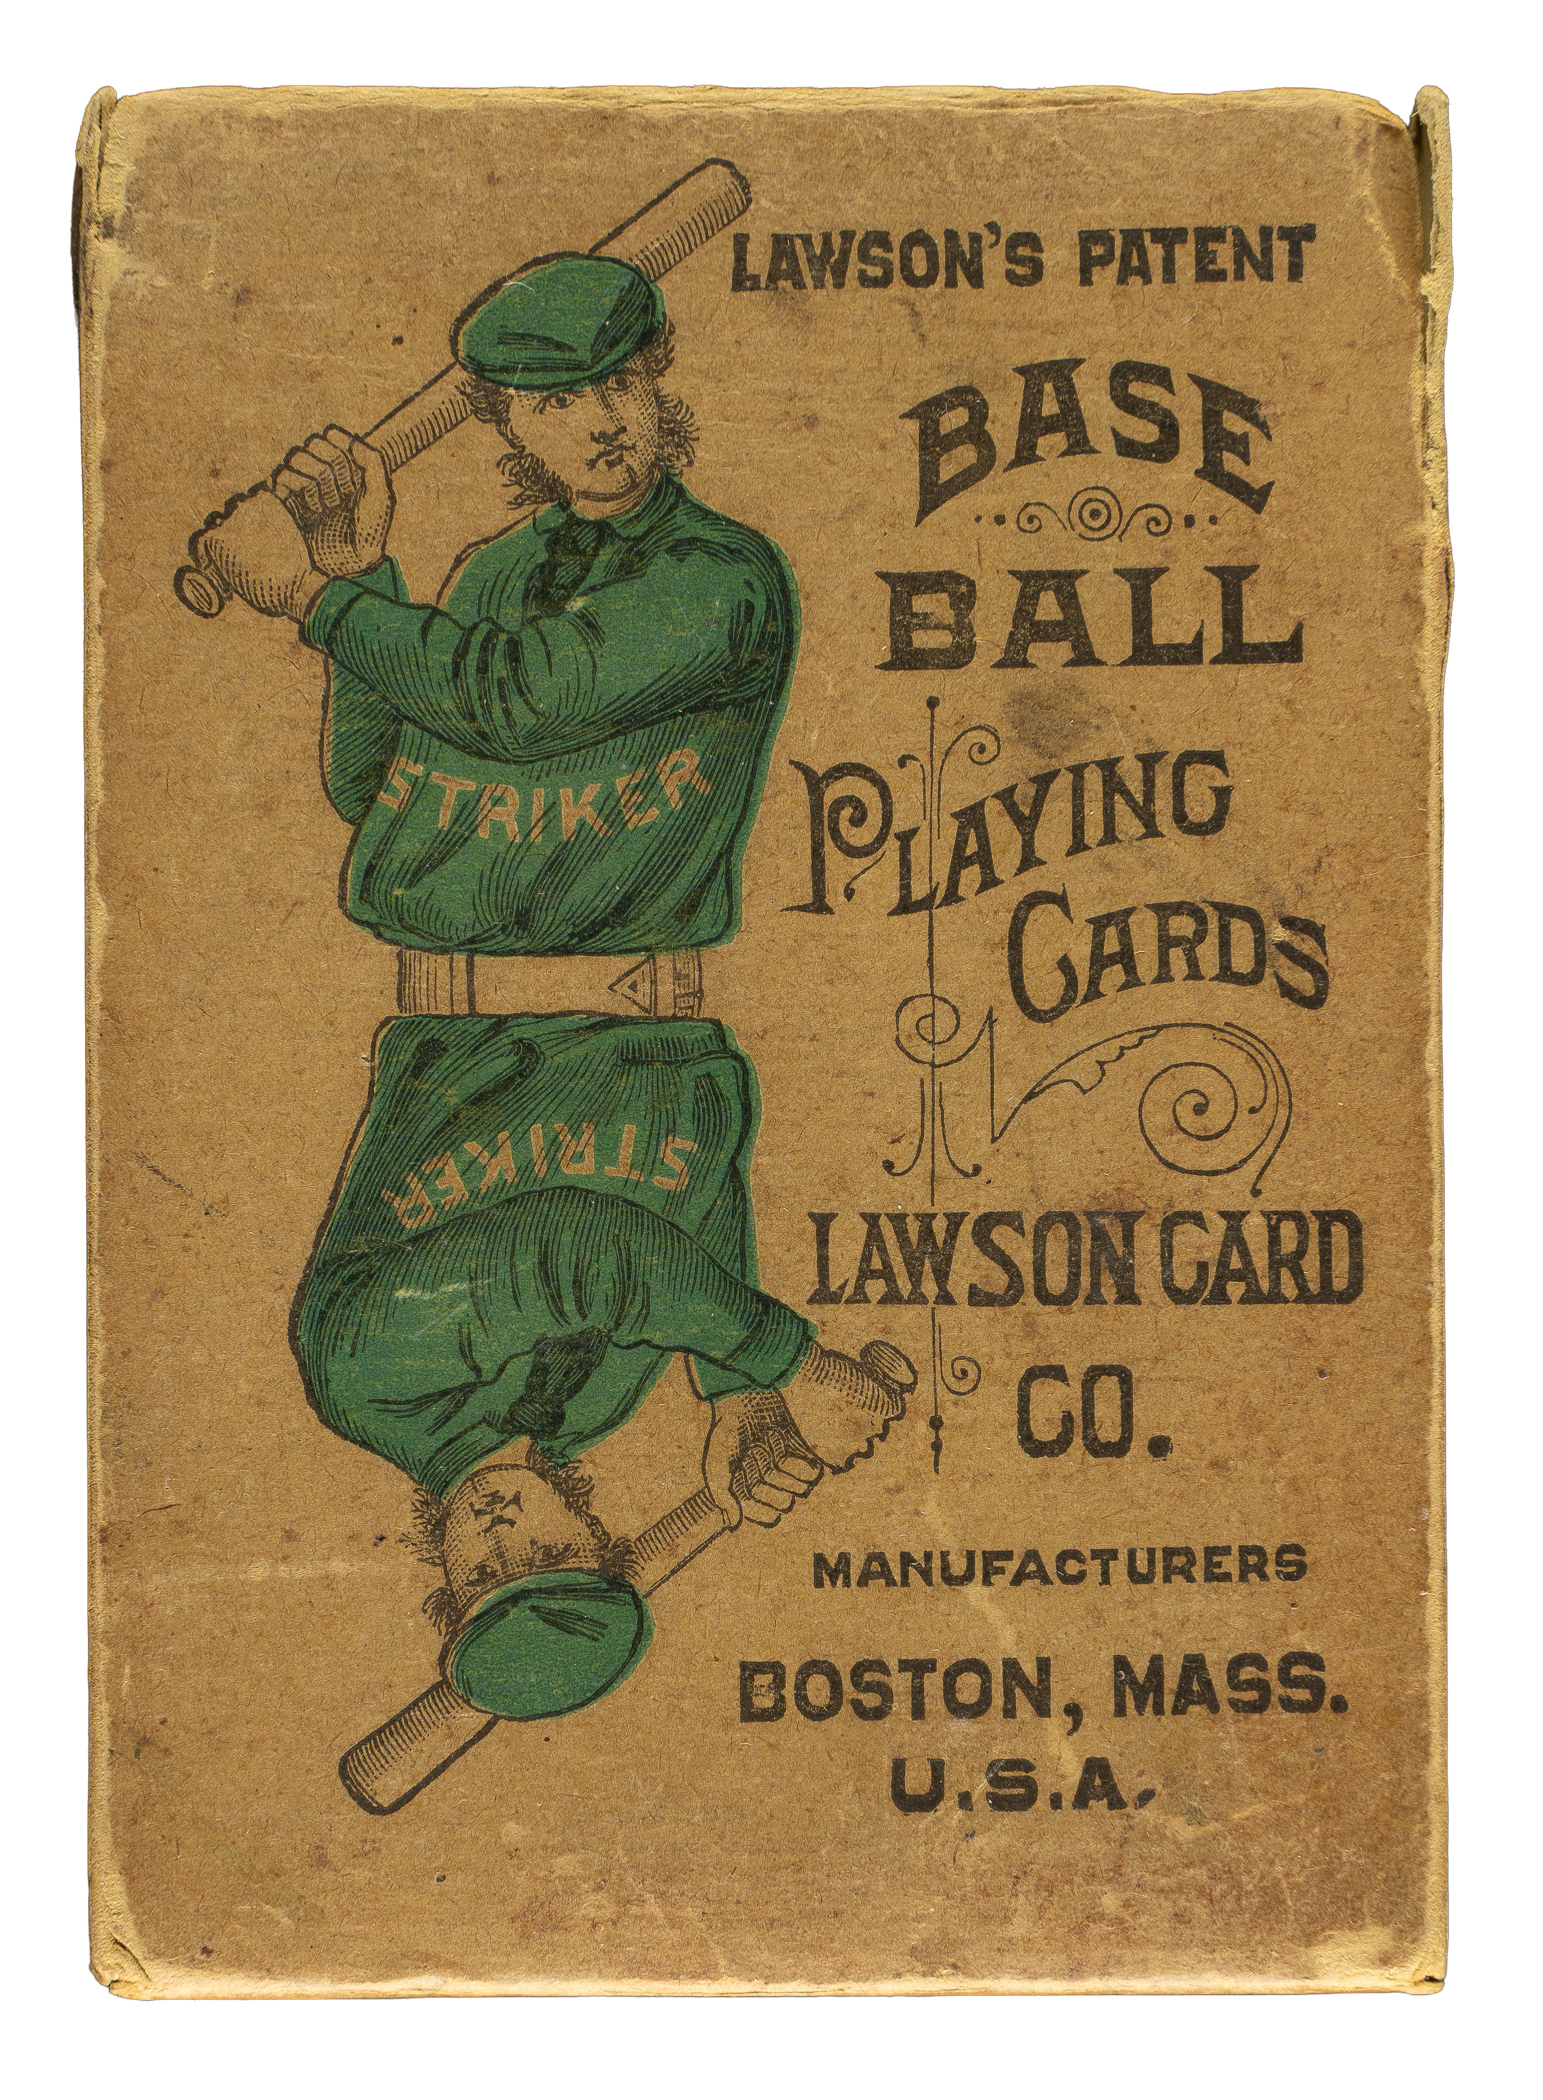 LAWSON'S PATENT
BASE
BALL
PLAYING
CARDS
LAWSON CARD
CO.
MANUFACTURERS
BOSTON, MASS.
U.S.A.
STRIKER
STRIKER